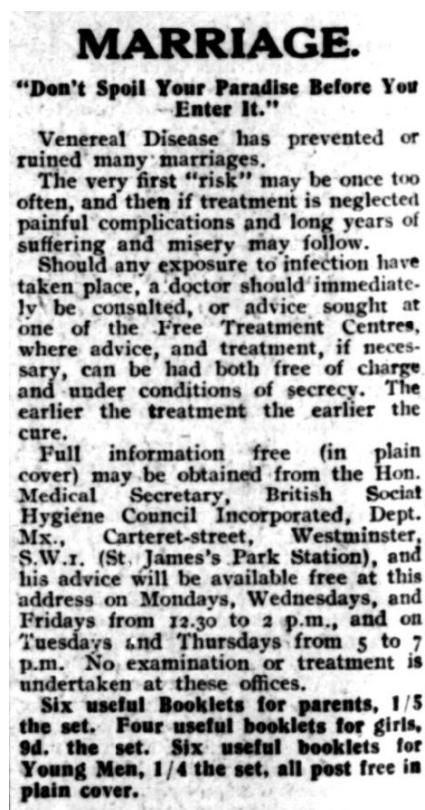 MARRIAGE.
"Don't Spoil Your Paradise Before You
Enter It."
Venereal Disease has prevented or
ruined many marriages.
The very first "risk" may be once too
often, and then if treatment is neglected
painful complications and long years of
suffering and misery may follow.
Should any exposure to infection have
taken place, a doctor should immediate-
ly be consulted, or advice sought at
one of the Free Treatment Centres,
where advice, and treatment, if neces-
sary, can be had both free of charge
and under conditions of secrecy. The
earlier the treatment the earlier the
cure.
Full information free (in plain
cover) may be obtained from the Hon.
Medical Secretary, British Social
Hygiene Council Incorporated, Dept.
Mx., Carteret-street, Westminster,
S.W.1. (St. James's Park Station), and
his advice will be available free at this
address on Mondays, Wednesdays, and
Fridays from 12.30 to 2 p.m., and on
Tuesdays and Thursdays from 5 to 7
p.m. No examination or treatment is
undertaken at these offices.
Six useful Booklets for parents, 1/5
the set. Four useful booklets for girls,
9d. the set. Six useful booklets for
Young Men, 1/4 the set, all post free in
plain cover.